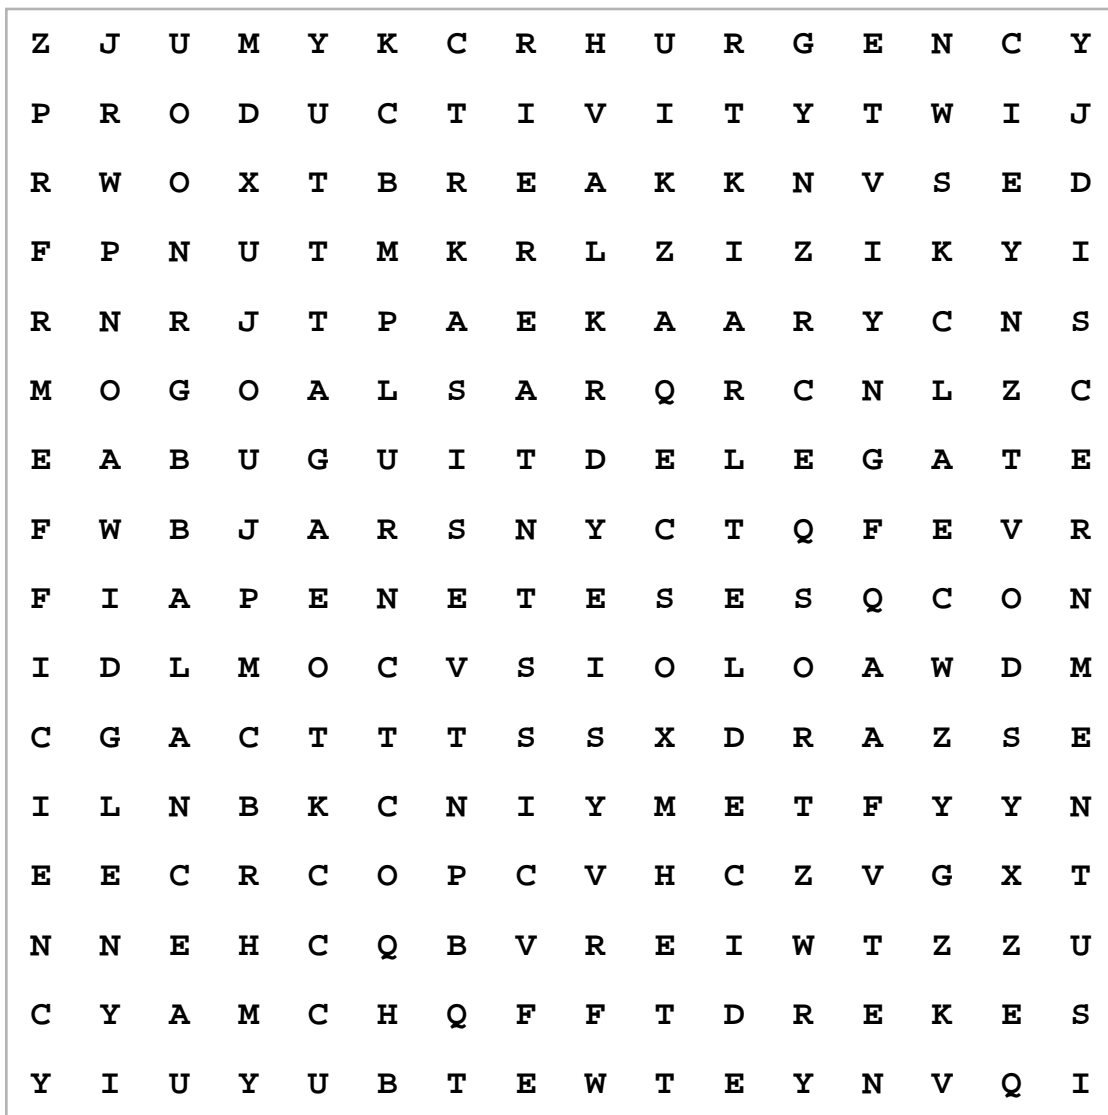 Z J U M Y K C R H U R G E N C Y
P R O D U C T I V I T Y T W I J
R W O X T B R E A K K N V S E D
F P N U T M K R L Z I Z I K Y I
R N R J T P A E K A A R Y C N S
M O G O A L S A R Q R C N L Z C
E A B U G U I T D E L E G A T E
F W B J A R S N Y C T Q F E V R
F I A P E N E T E S E S Q C O N
I D L M O C V S I O L O A W D M
C G A C T T T S S X D R A Z S E
I L N B K C N I Y M E T F Y Y N
E E C R C O P C V H C Z V G X T
N N E H C Q B V R E I W T Z Z U
C Y A M C H Q F F T D R E K E S
Y I U Y U B T E W T E Y N V Q I